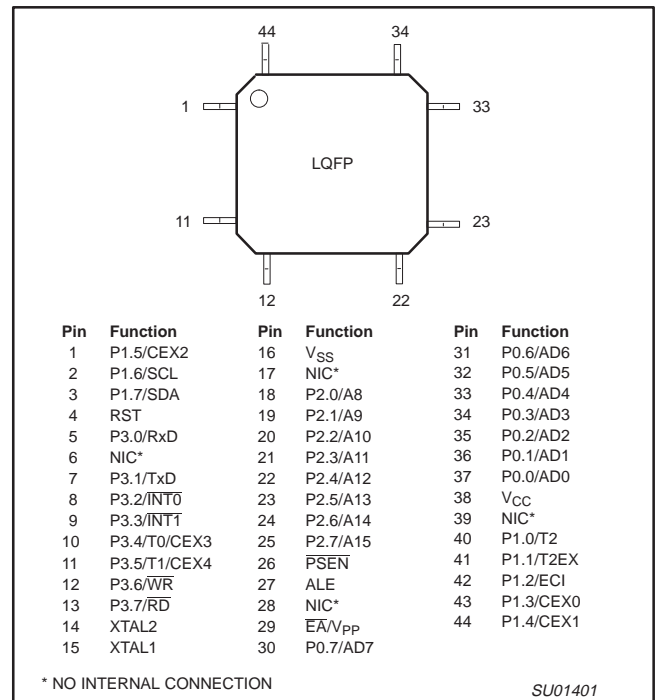 44 34
1 33
LQFP
11 23
12 22
Pin Function Pin Function Pin Function
1 P1.5/CEX2 16 VSS 31 P0.6/AD6
2 P1.6/SCL 17 NIC* 32 P0.5/AD5
3 P1.7/SDA 18 P2.0/A8 33 P0.4/AD4
4 RST 19 P2.1/A9 34 P0.3/AD3
5 P3.0/RxD 20 P2.2/A10 35 P0.2/AD2
6 NIC* 21 P2.3/A11 36 P0.1/AD1
7 P3.1/TxD 22 P2.4/A12 37 P0.0/AD0
8 P3.2/INT0 23 P2.5/A13 38 VCC
9 P3.3/INT1 24 P2.6/A14 39 NIC*
10 P3.4/T0/CEX3 25 P2.7/A15 40 P1.0/T2
11 P3.5/T1/CEX4 26 PSEN 41 P1.1/T2EX
12 P3.6/WR 27 ALE 42 P1.2/ECI
13 P3.7/RD 28 NIC* 43 P1.3/CEX0
14 XTAL2 29 EA/VPP 44 P1.4/CEX1
15 XTAL1 30 P0.7/AD7
* NO INTERNAL CONNECTION
SU01401